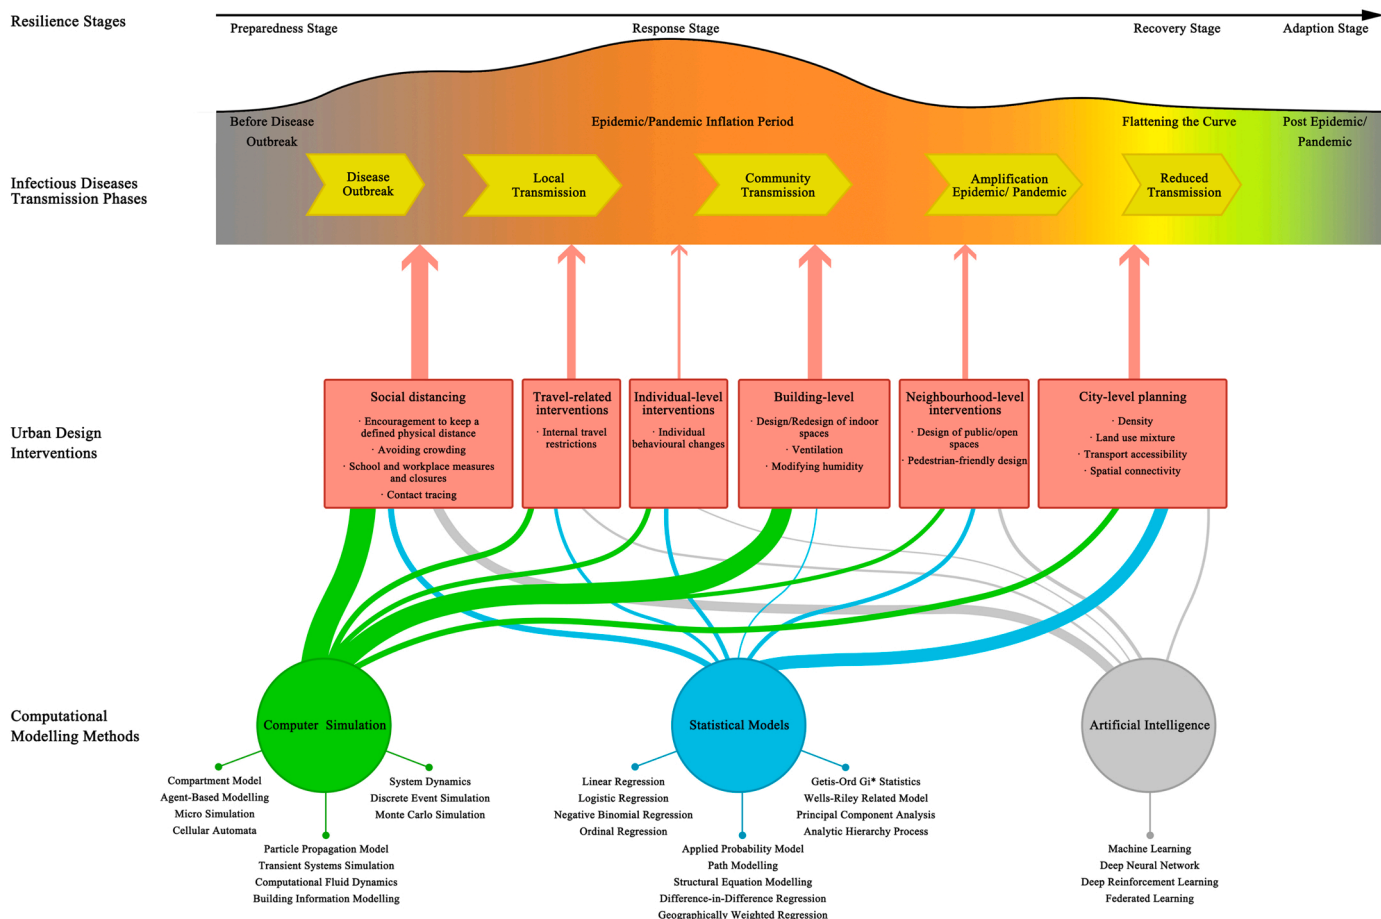 Resilience Stages
Preparedness Stage
Response Stage
Recovery Stage
Adaption Stage
Before Disease
Outbreak
Epidemic/Pandemic Inflation Period
Flattening the Curve
Post Epidemic/
Pandemic
Infectious Diseases
Transmission Phases
Disease
Outbreak
Local
Transmission
Community
Transmission
Amplification
Epidemic/ Pandemic
Reduced
Transmission
Urban Design
Interventions
Social distancing
· Encouragement to keep a
defined physical distance
· Avoiding crowding
· School and workplace measures
and closures
· Contact tracing
Travel-related
interventions
· Internal travel
restrictions
Individual-level
interventions
· Individual
behavioural changes
Building-level
· Design/Redesign of indoor
spaces
· Ventilation
· Modifying humidity
Neighbourhood-level
interventions
· Design of public/open
spaces
· Pedestrian-friendly design
City-level planning
· Density
· Land use mixture
· Transport accessibility
· Spatial connectivity
Computational
Modelling Methods
Computer Simulation
Statistical Models
Artificial Intelligence
Compartment Model
Agent-Based Modelling
Micro Simulation
Cellular Automata
System Dynamics
Discrete Event Simulation
Monte Carlo Simulation
Particle Propagation Model
Transient Systems Simulation
Computational Fluid Dynamics
Building Information Modelling
Linear Regression
Logistic Regression
Negative Binomial Regression
Ordinal Regression
Getis-Ord Gi* Statistics
Wells-Riley Related Model
Principal Component Analysis
Analytic Hierarchy Process
Applied Probability Model
Path Modelling
Structural Equation Modelling
Difference-in-Difference Regression
Geographically Weighted Regression
Machine Learning
Deep Neural Network
Deep Reinforcement Learning
Federated Learning